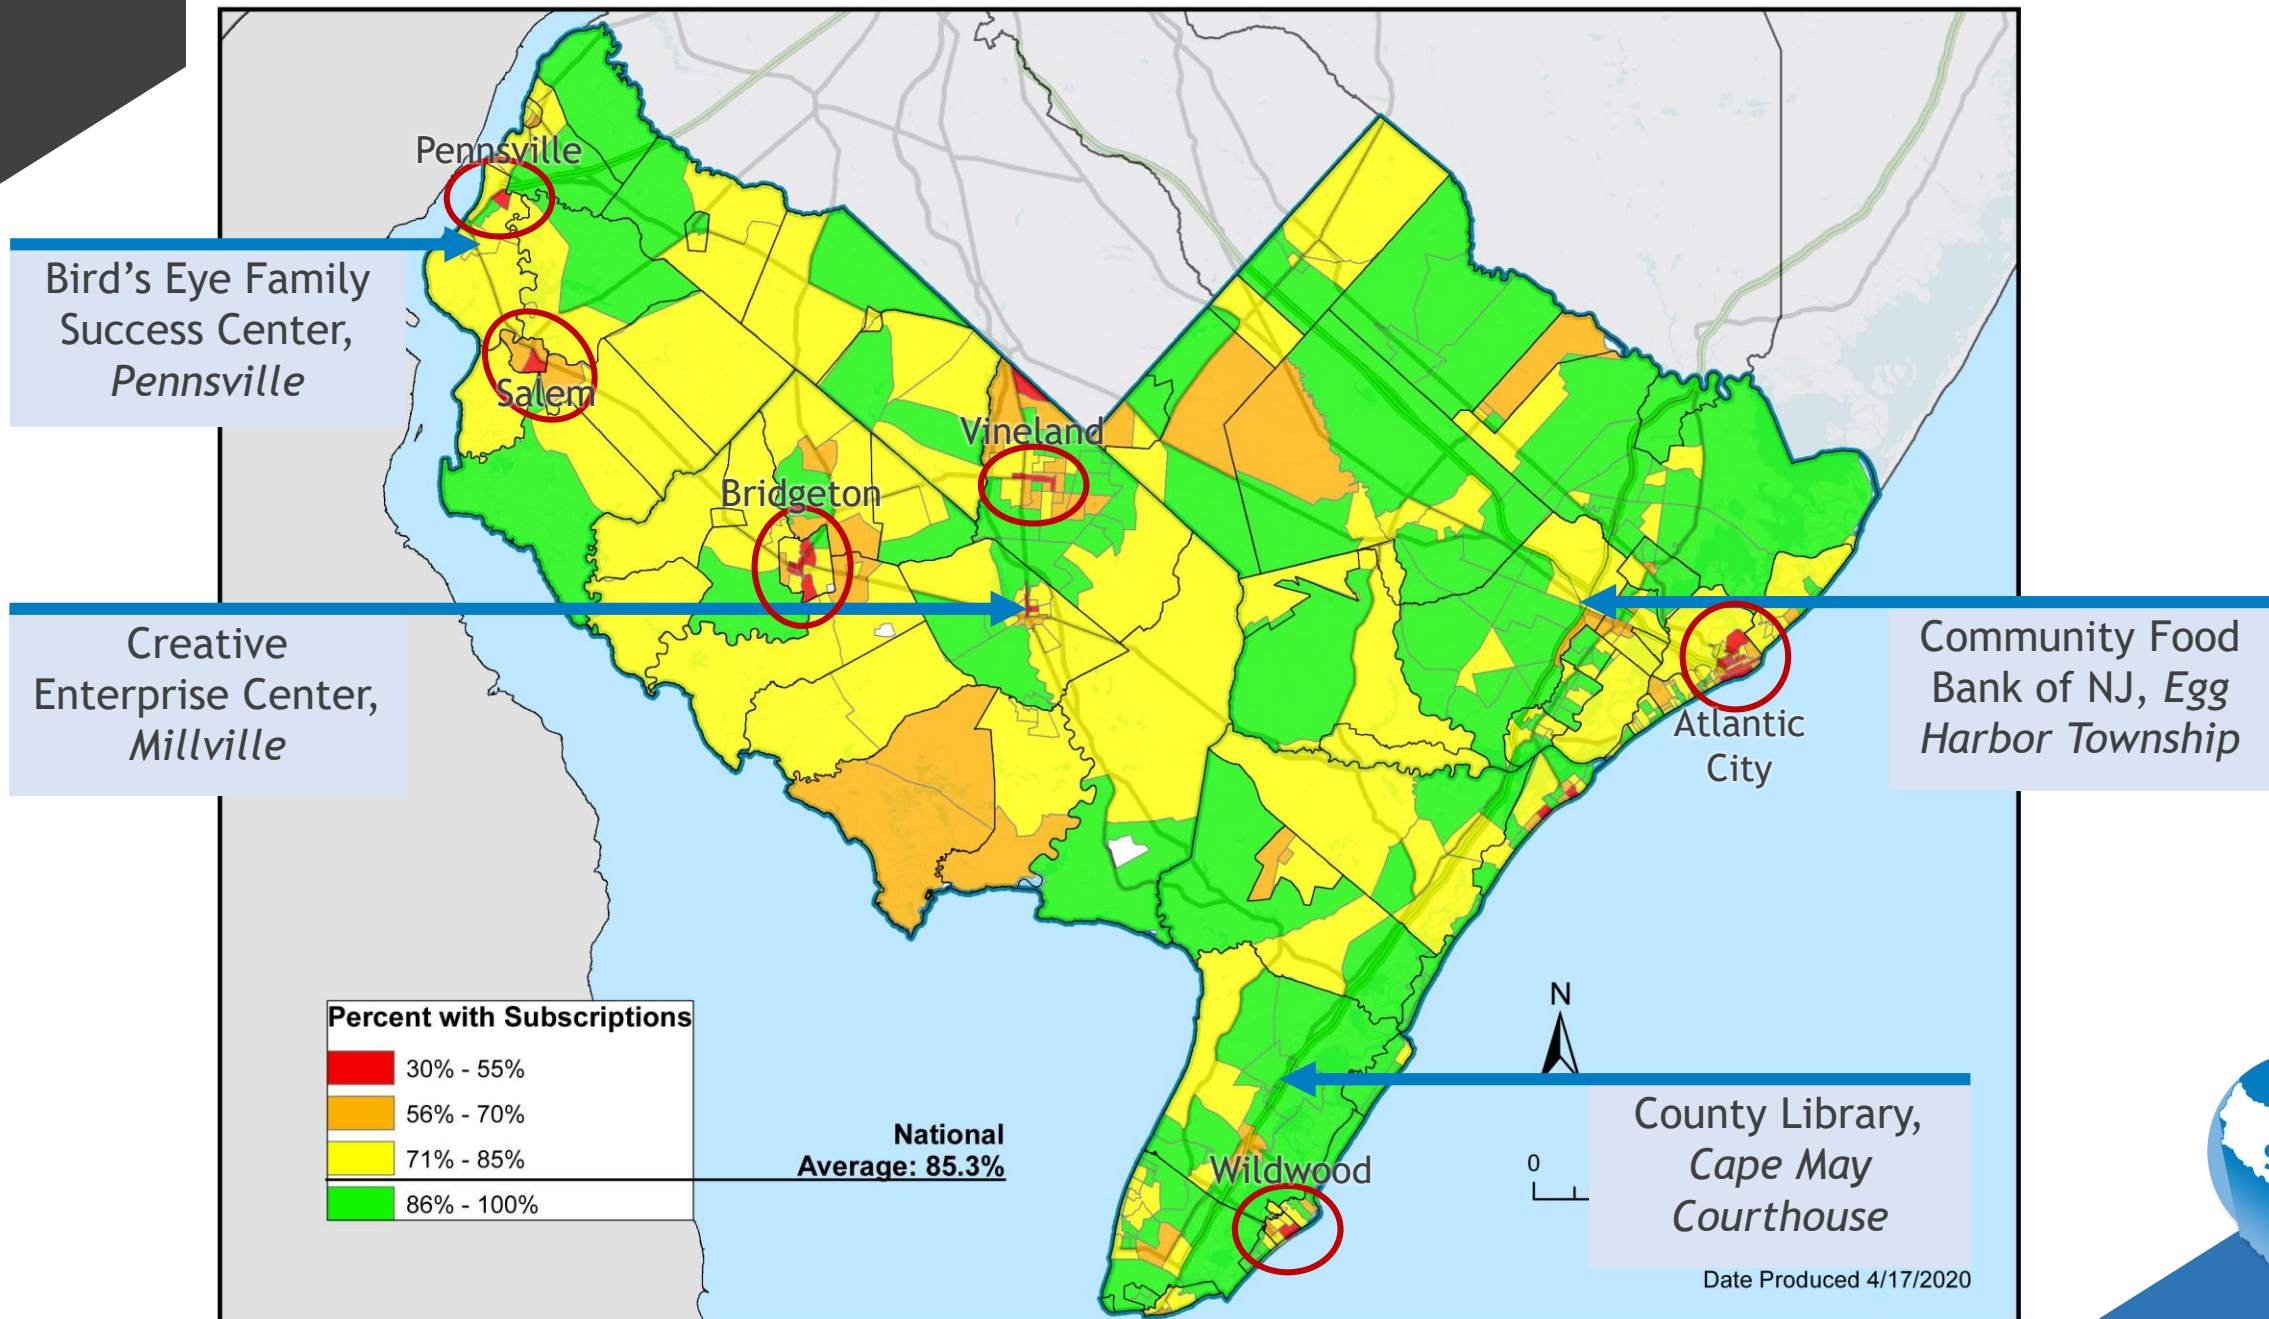 Pennsville
Bird's Eye Family
Success Center,
Pennsville
Salem
Vineland
Bridgeton
Creative
Enterprise Center,
Millville
Community Food
Bank of NJ, Egg
Harbor Township
Atlantic
City
Percent with Subscriptions
30% - 55%
56% - 70%
71% - 85%
86% - 100%
National
Average: 85.3%
N
0
County Library,
Cape May
Courthouse
Wildwood
Date Produced 4/17/2020